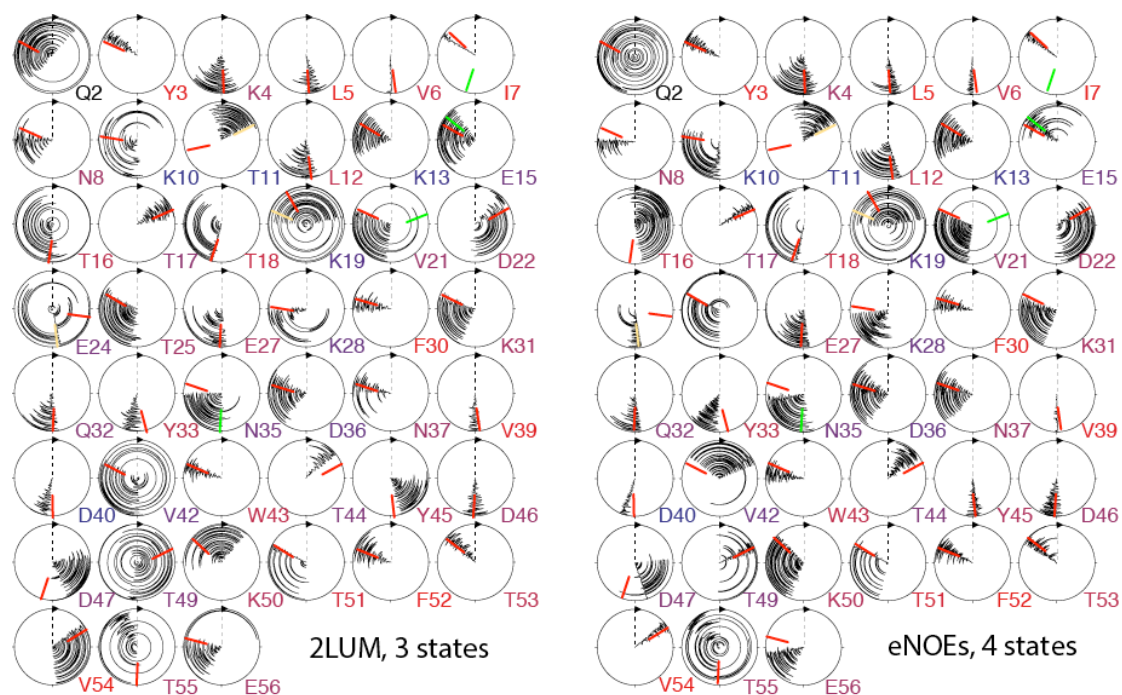 Q2 Y3 K4 L5 V6 I7
N8 K10 T11 L12 K13 E15
T16 T17 T18 K19 V21 D22
E24 T25 E27 K28 F30 K31
Q32 Y33 N35 D36 N37 V39
D40 V42 W43 T44 Y45 D46
D47 T49 K50 T51 F52 T53
V54 T55 E56
2LUM, 3 states
Q2 Y3 K4 L5 V6 I7
N8 K10 T11 L12 K13 E15
T16 T17 T18 K19 V21 D22
E27 K28 F30 K31
Q32 Y33 N35 D36 N37 V39
D40 V42 W43 T44 Y45 D46
D47 T49 K50 T51 F52 T53
V54 T55 E56
eNOEs, 4 states